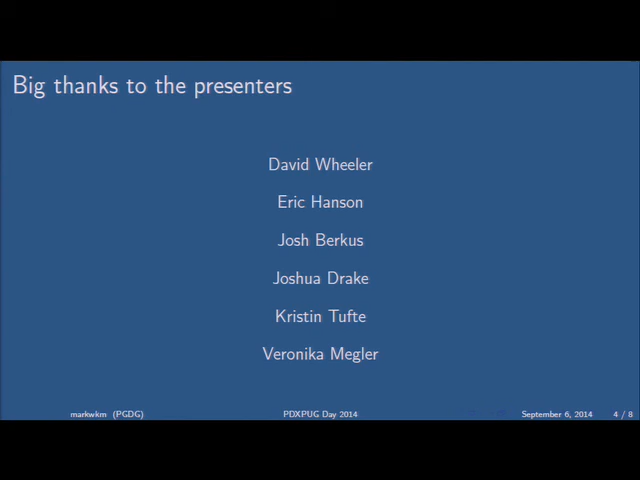 Big thanks to the presenters
David Wheeler
Eric Hanson
Josh Berkus
Joshua Drake
Kristin Tufte
Veronika Megler
markwkm (PGDG) PDXPUG Day 2014 September 6, 2014 4 / 8